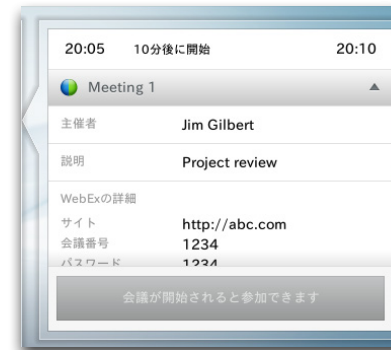 20:05 10分後に開始 20:10
Meeting 1
主催者 Jim Gilbert
説明 Project review
WebExの詳細
サイト http://abc.com
会議番号 1234
パスワード 1234
会議が開始されると参加できます